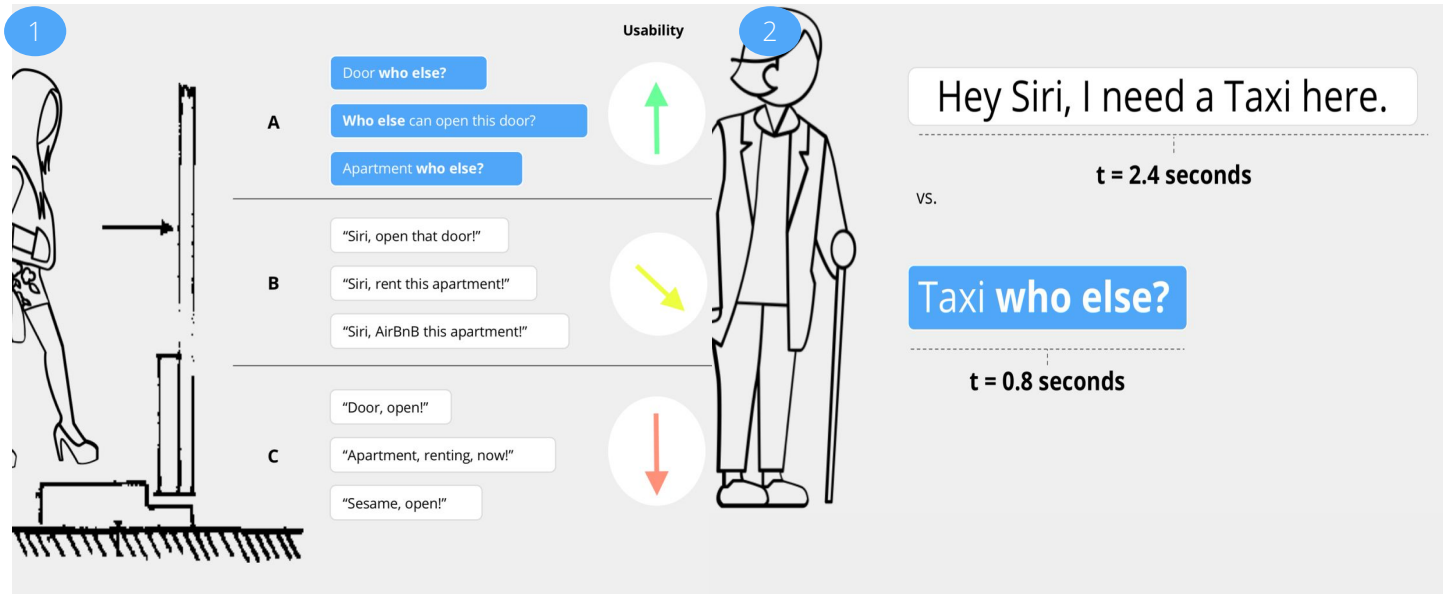 1
Usability
A
Door who else?
Who else can open this door?
Apartment who else?
B
“Siri, open that door!”
“Siri, rent this apartment!”
“Siri, AirBnB this apartment!”
C
“Door, open!”
“Apartment, renting, now!”
“Sesame, open!”
2
Hey Siri, I need a Taxi here.
t = 2.4 seconds
vs.
Taxi who else?
t = 0.8 seconds